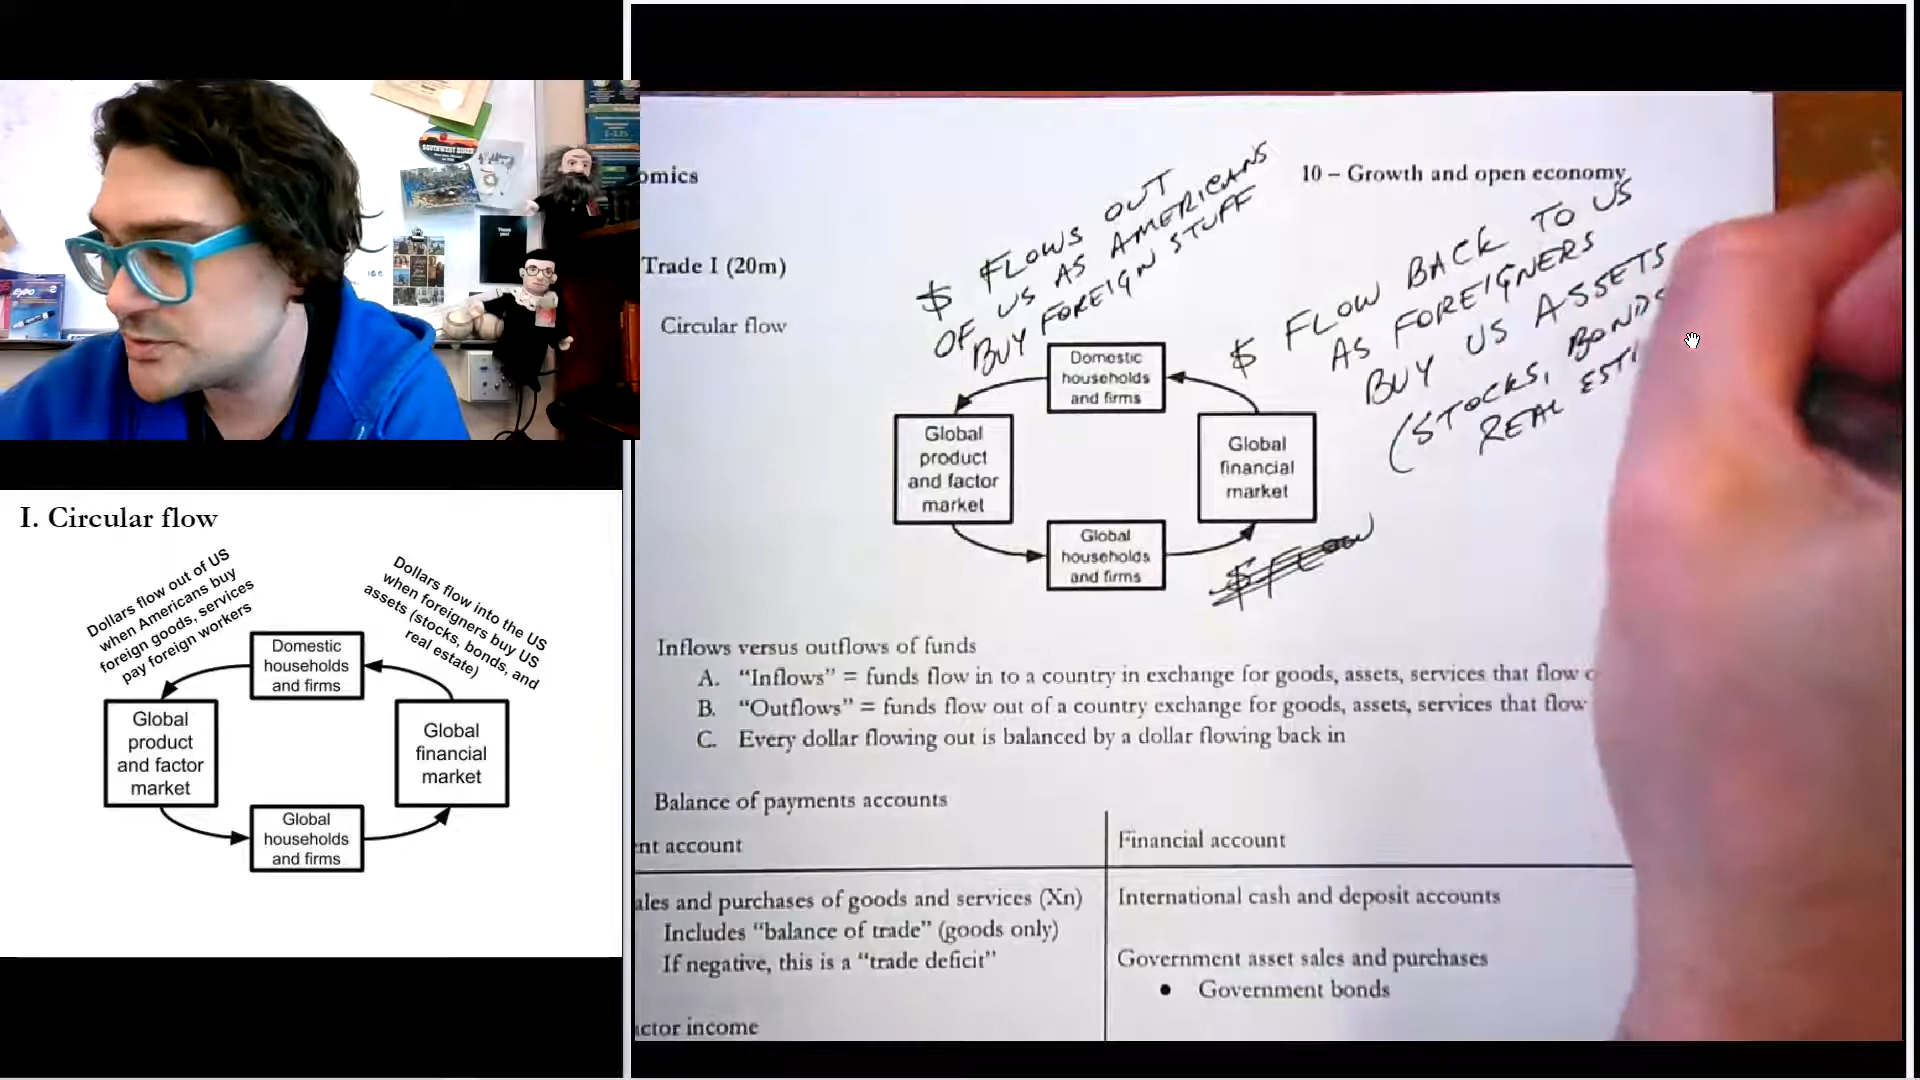 SOUTHWEST DINER
Thank you!
I. Circular flow
Dollars flow out of US
when Americans buy
foreign goods, services
pay foreign workers
Dollars flow into the US
when foreigners buy US
assets (stocks, bonds, and
real estate)
Domestic
households
and firms
Global
product
and factor
market
Global
financial
market
Global
households
and firms
omics
10 – Growth and open economy
Trade I (20m)
Circular flow
$ FLOWS OUT
OF US AS AMERICANS
BUY FOREIGN STUFF
$ FLOW BACK TO US
AS FOREIGNERS
BUY US ASSETS
(STOCKS, BONDS
REAL ESTA
Domestic
households
and firms
Global
product
and factor
market
Global
financial
market
Global
households
and firms
$ FLOW
Inflows versus outflows of funds
A. “Inflows” = funds flow in to a country in exchange for goods, assets, services that flow o
B. “Outflows” = funds flow out of a country exchange for goods, assets, services that flow
C. Every dollar flowing out is balanced by a dollar flowing back in
Balance of payments accounts
nt account
Financial account
ales and purchases of goods and services (Xn)
Includes “balance of trade” (goods only)
If negative, this is a “trade deficit”
actor income
International cash and deposit accounts
Government asset sales and purchases
• Government bonds